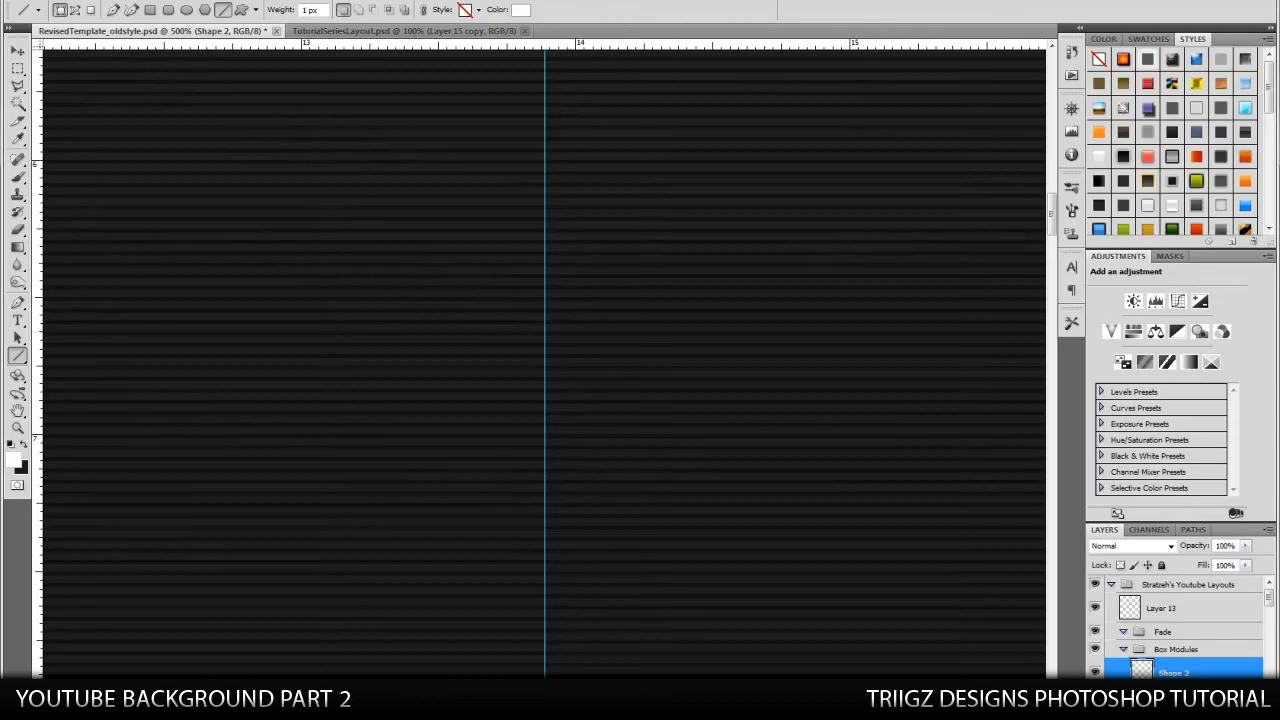 Weight: 1 px Style: Color:
RevisedTemplate_oldstyle.psd @ 500% (Shape 2, RGB/8) * TutorialSeriesLayout.psd @ 100% (Layer 15 copy, RGB/8)
13 14 15
6
7
COLOR SWATCHES STYLES
ADJUSTMENTS MASKS
Add an adjustment
Levels Presets
Curves Presets
Exposure Presets
Hue/Saturation Presets
Black & White Presets
Channel Mixer Presets
Selective Color Presets
LAYERS CHANNELS PATHS
Normal Opacity: 100%
Lock: Fill: 100%
Stratzeh's Youtube Layouts
Layer 13
Fade
Box Modules
Shape 2
YOUTUBE BACKGROUND PART 2 TRIIGZ DESIGNS PHOTOSHOP TUTORIAL